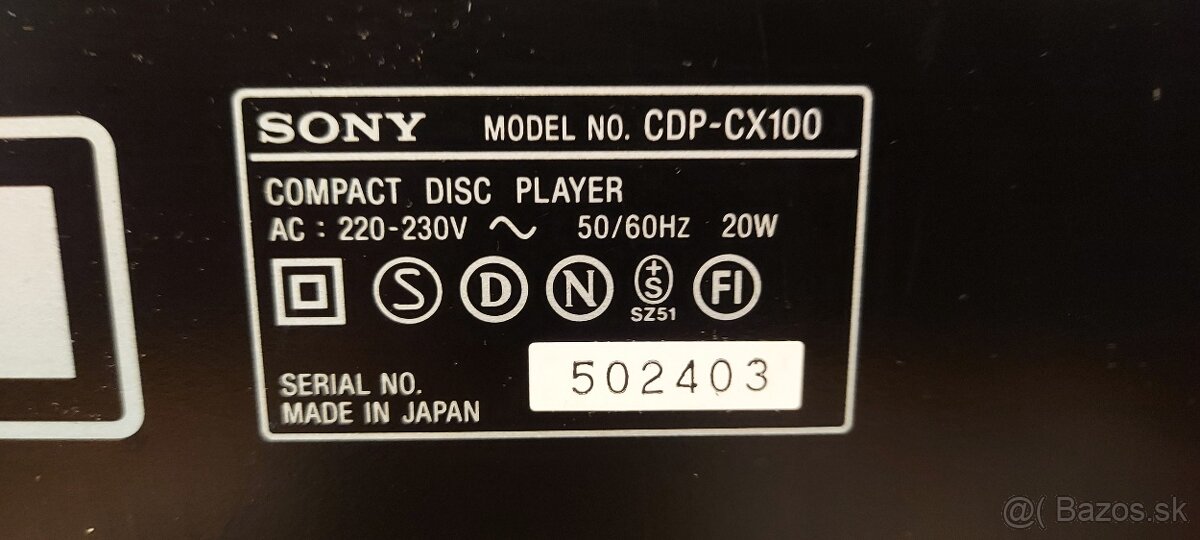 SONY MODEL NO. CDP-CX100
COMPACT DISC PLAYER
AC : 220-230V ~ 50/60Hz 20W
S D N +S FI
SZ51
SERIAL NO. 502403
MADE IN JAPAN
@( Bazos.sk